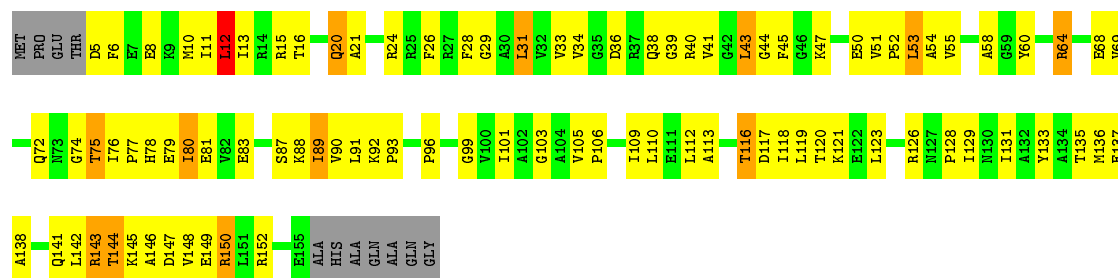 MET PRO GLU THR D5 F6 E7 E8 K9 M10 I11 L12 I13 R14 R15 T16 Q20 A21 R24 R25 F26 R27 F28 G29 A30 L31 V32 V33 V34 G35 D36 R37 Q38 G39 R40 V41 G42 L43 G44 F45 G46 K47 E50 V51 P52 L53 A54 V55 A58 G59 Y60 R64 E68 V69
Q72 N73 G74 T75 I76 P77 H78 E79 I80 E81 V82 E83 S87 K88 I89 V90 L91 K92 P93 P96 G99 V100 I101 A102 G103 A104 V105 P106 I109 L110 E111 L112 A113 T116 D117 I118 L119 T120 K121 E122 L123 R126 N127 P128 I129 N130 I131 A132 Y133 A134 T135 M136 E137
A138 Q141 L142 R143 T144 K145 A146 D147 V148 E149 R150 L151 R152 E155 ALA HIS ALA GLN ALA GLN GLY